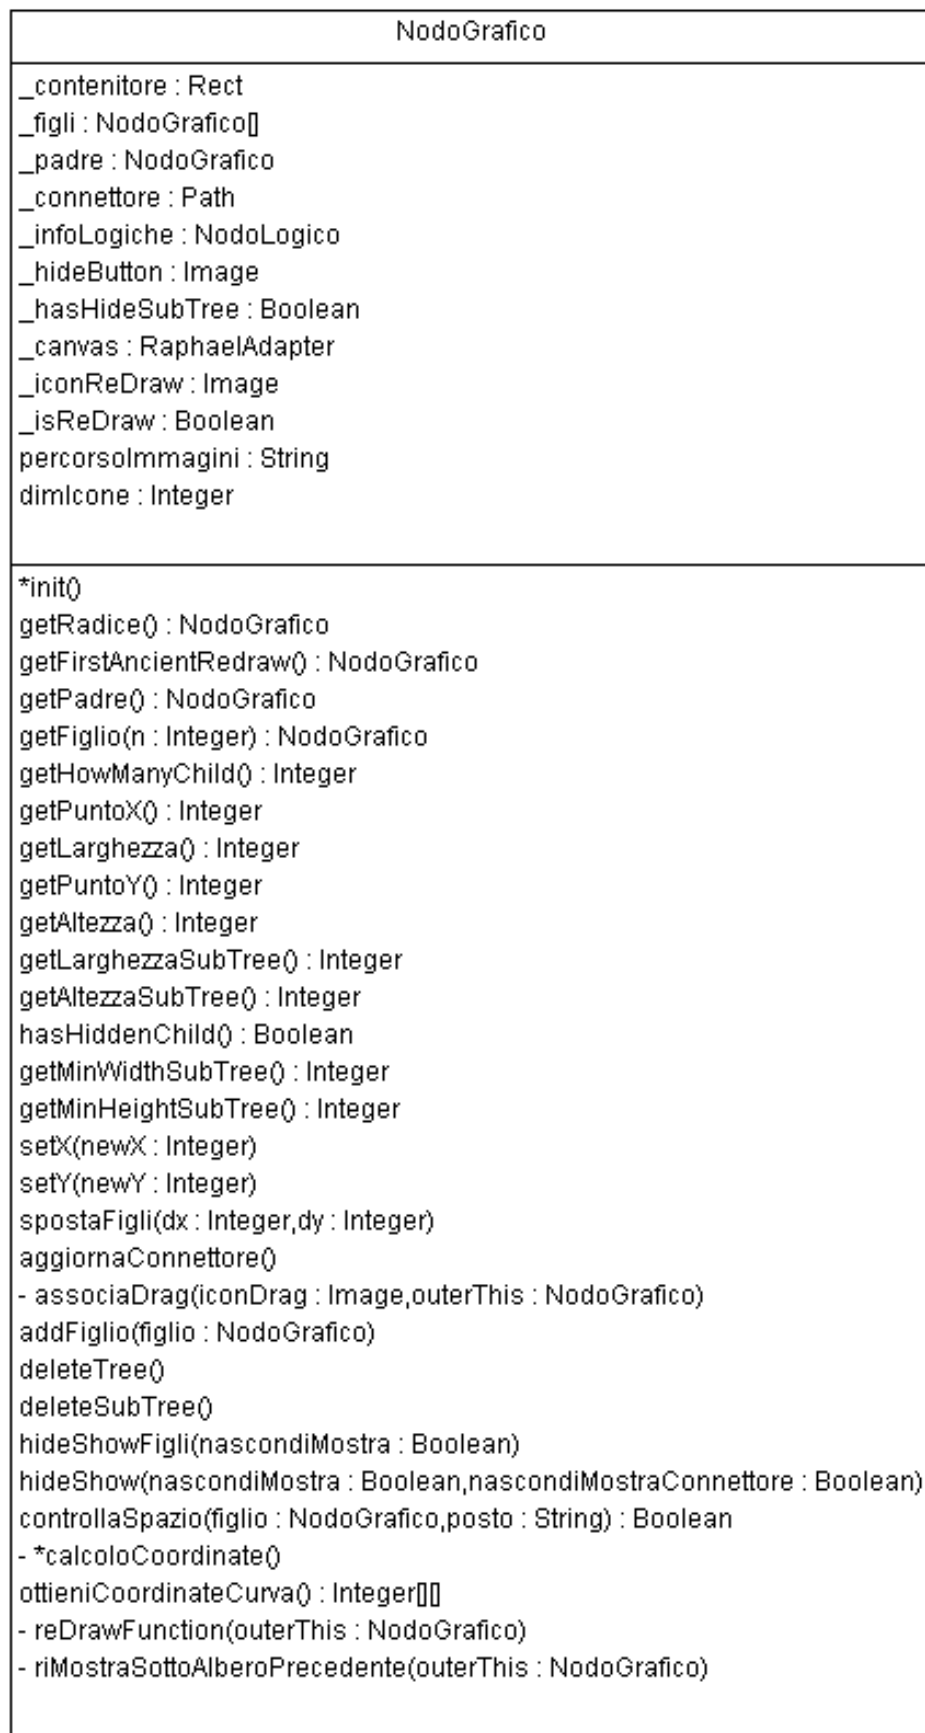 NodoGrafico
_contenitore : Rect
_figli : NodoGrafico[]
_padre : NodoGrafico
_connettore : Path
_infoLogiche : NodoLogico
_hideButton : Image
_hasHideSubTree : Boolean
_canvas : RaphaelAdapter
_iconReDraw : Image
_isReDraw : Boolean
percorsoImmagini : String
dimIcone : Integer
*init()
getRadice() : NodoGrafico
getFirstAncientRedraw() : NodoGrafico
getPadre() : NodoGrafico
getFiglio(n : Integer) : NodoGrafico
getHowManyChild() : Integer
getPuntoX() : Integer
getLarghezza() : Integer
getPuntoY() : Integer
getAltezza() : Integer
getLarghezzaSubTree() : Integer
getAltezzaSubTree() : Integer
hasHiddenChild() : Boolean
getMinWidthSubTree() : Integer
getMinHeightSubTree() : Integer
setX(newX : Integer)
setY(newY : Integer)
spostaFigli(dx : Integer,dy : Integer)
aggiornaConnettore()
- associaDrag(iconDrag : Image,outerThis : NodoGrafico)
addFiglio(figlio : NodoGrafico)
deleteTree()
deleteSubTree()
hideShowFigli(nascondiMostra : Boolean)
hideShow(nascondiMostra : Boolean,nascondiMostraConnettore : Boolean)
controllaSpazio(figlio : NodoGrafico,posto : String) : Boolean
- *calcoloCoordinate()
ottieniCoordinateCurva() : Integer[][]
- reDrawFunction(outerThis : NodoGrafico)
- riMostraSottoAlberoPrecedente(outerThis : NodoGrafico)